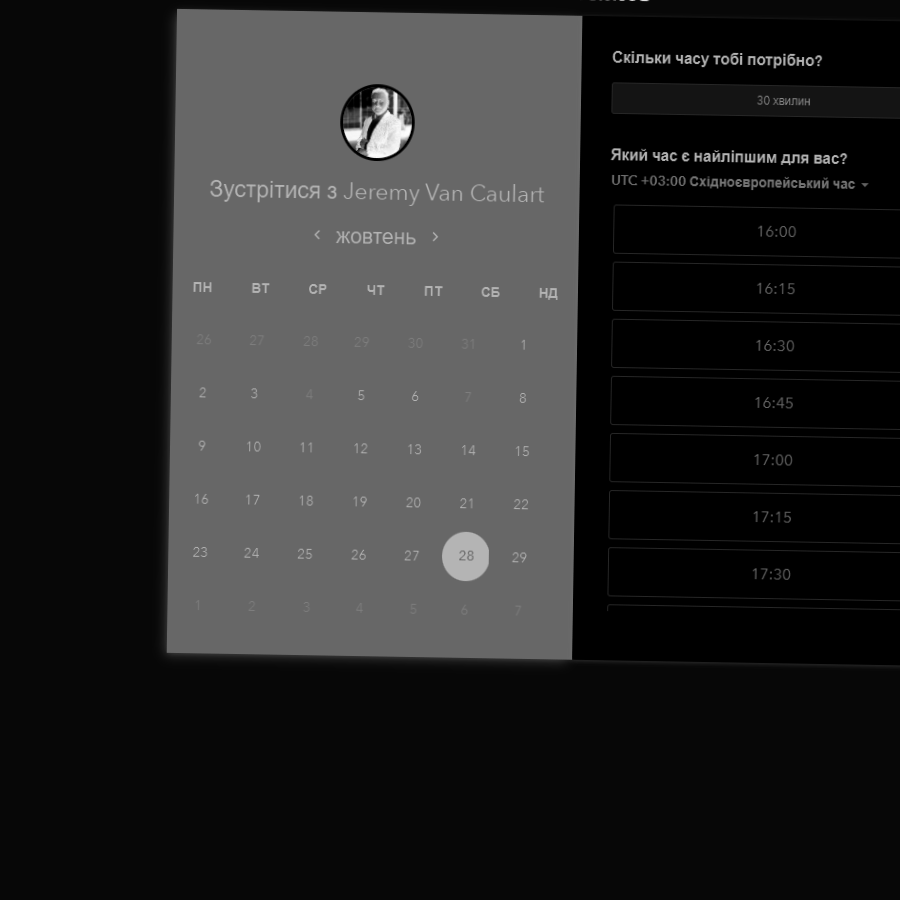 Зустрітися з Jeremy Van Caulart
жовтень
ПН ВТ СР ЧТ ПТ СБ НД
26 27 28 29 30 31 1
2 3 4 5 6 7 8
9 10 11 12 13 14 15
16 17 18 19 20 21 22
23 24 25 26 27 28 29
1 2 3 4 5 6 7
Скільки часу тобі потрібно?
30 хвилин
Який час є найліпшим для вас?
UTC +03:00 Східноєвропейський час
16:00
16:15
16:30
16:45
17:00
17:15
17:30